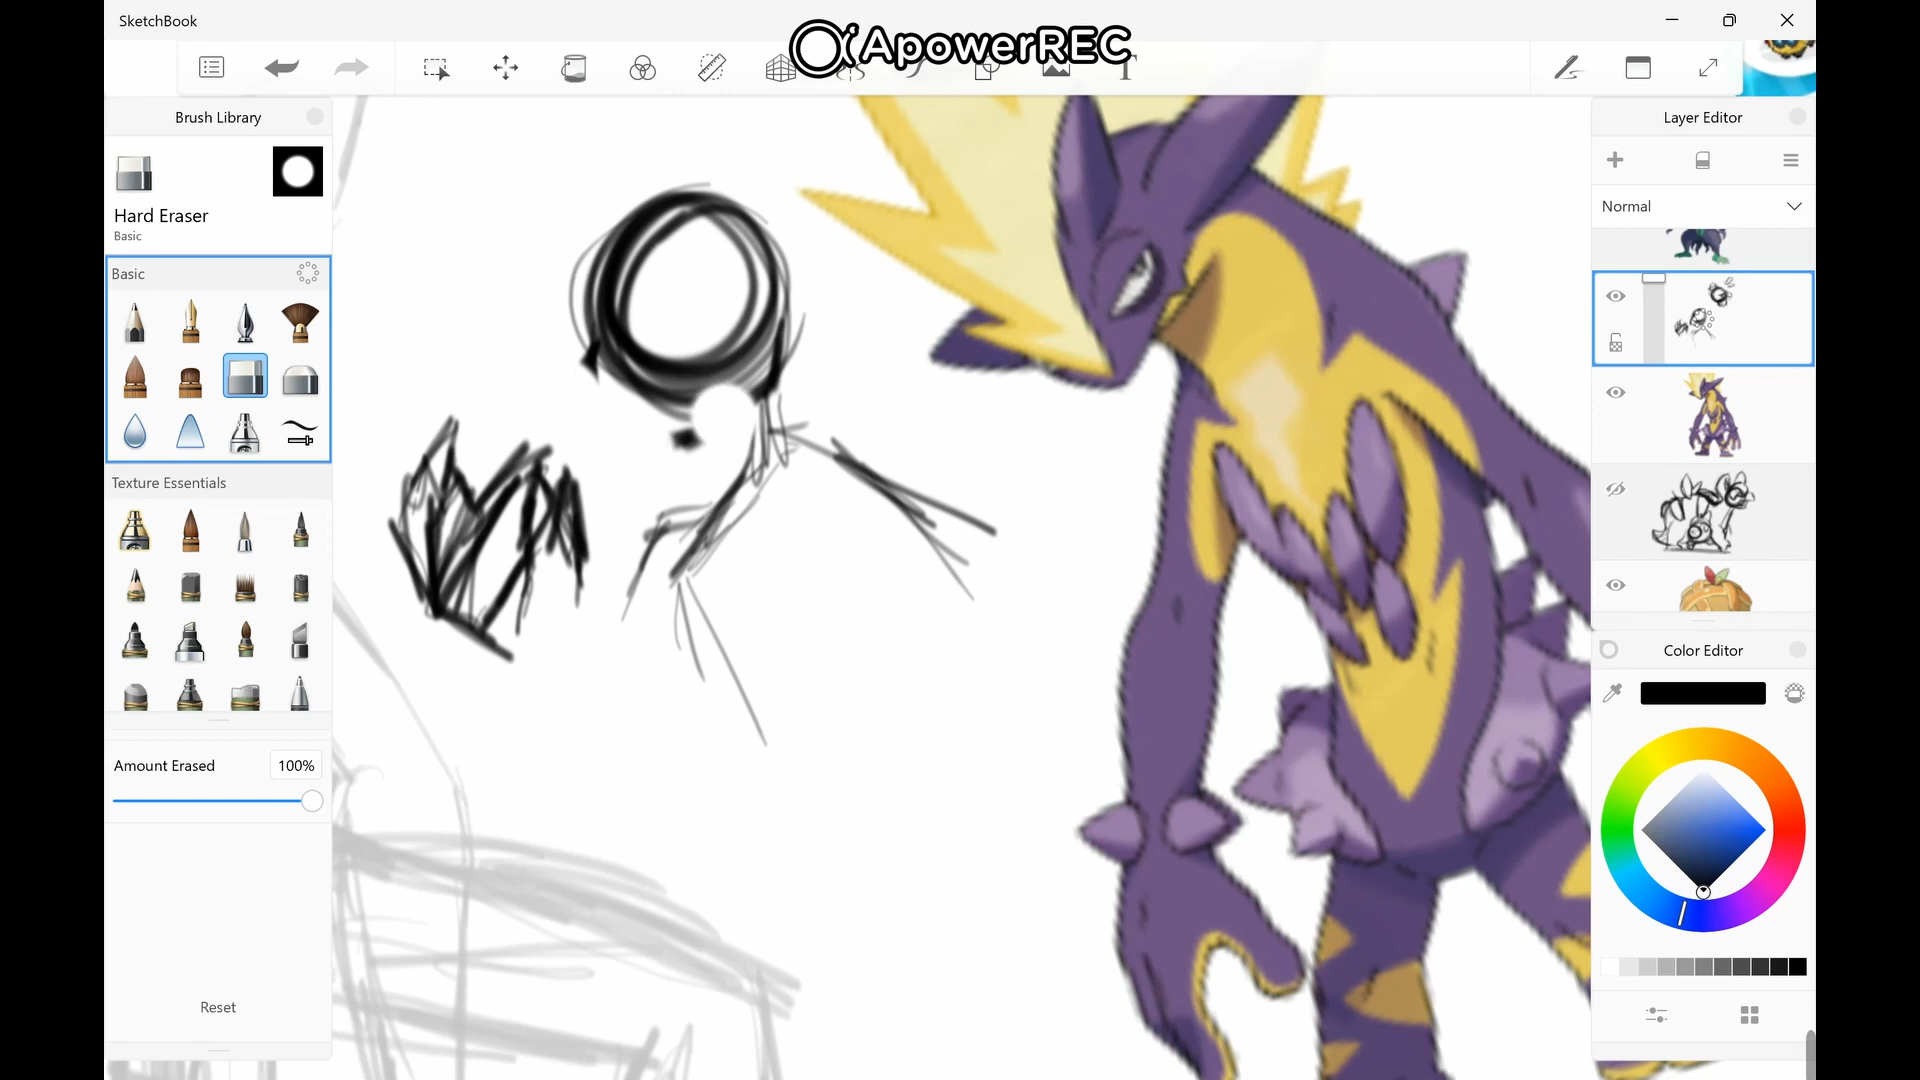 SketchBook
ApowerREC
Brush Library
Layer Editor
Hard Eraser
Basic
Normal
Basic
Texture Essentials
Color Editor
Amount Erased
100%
Reset